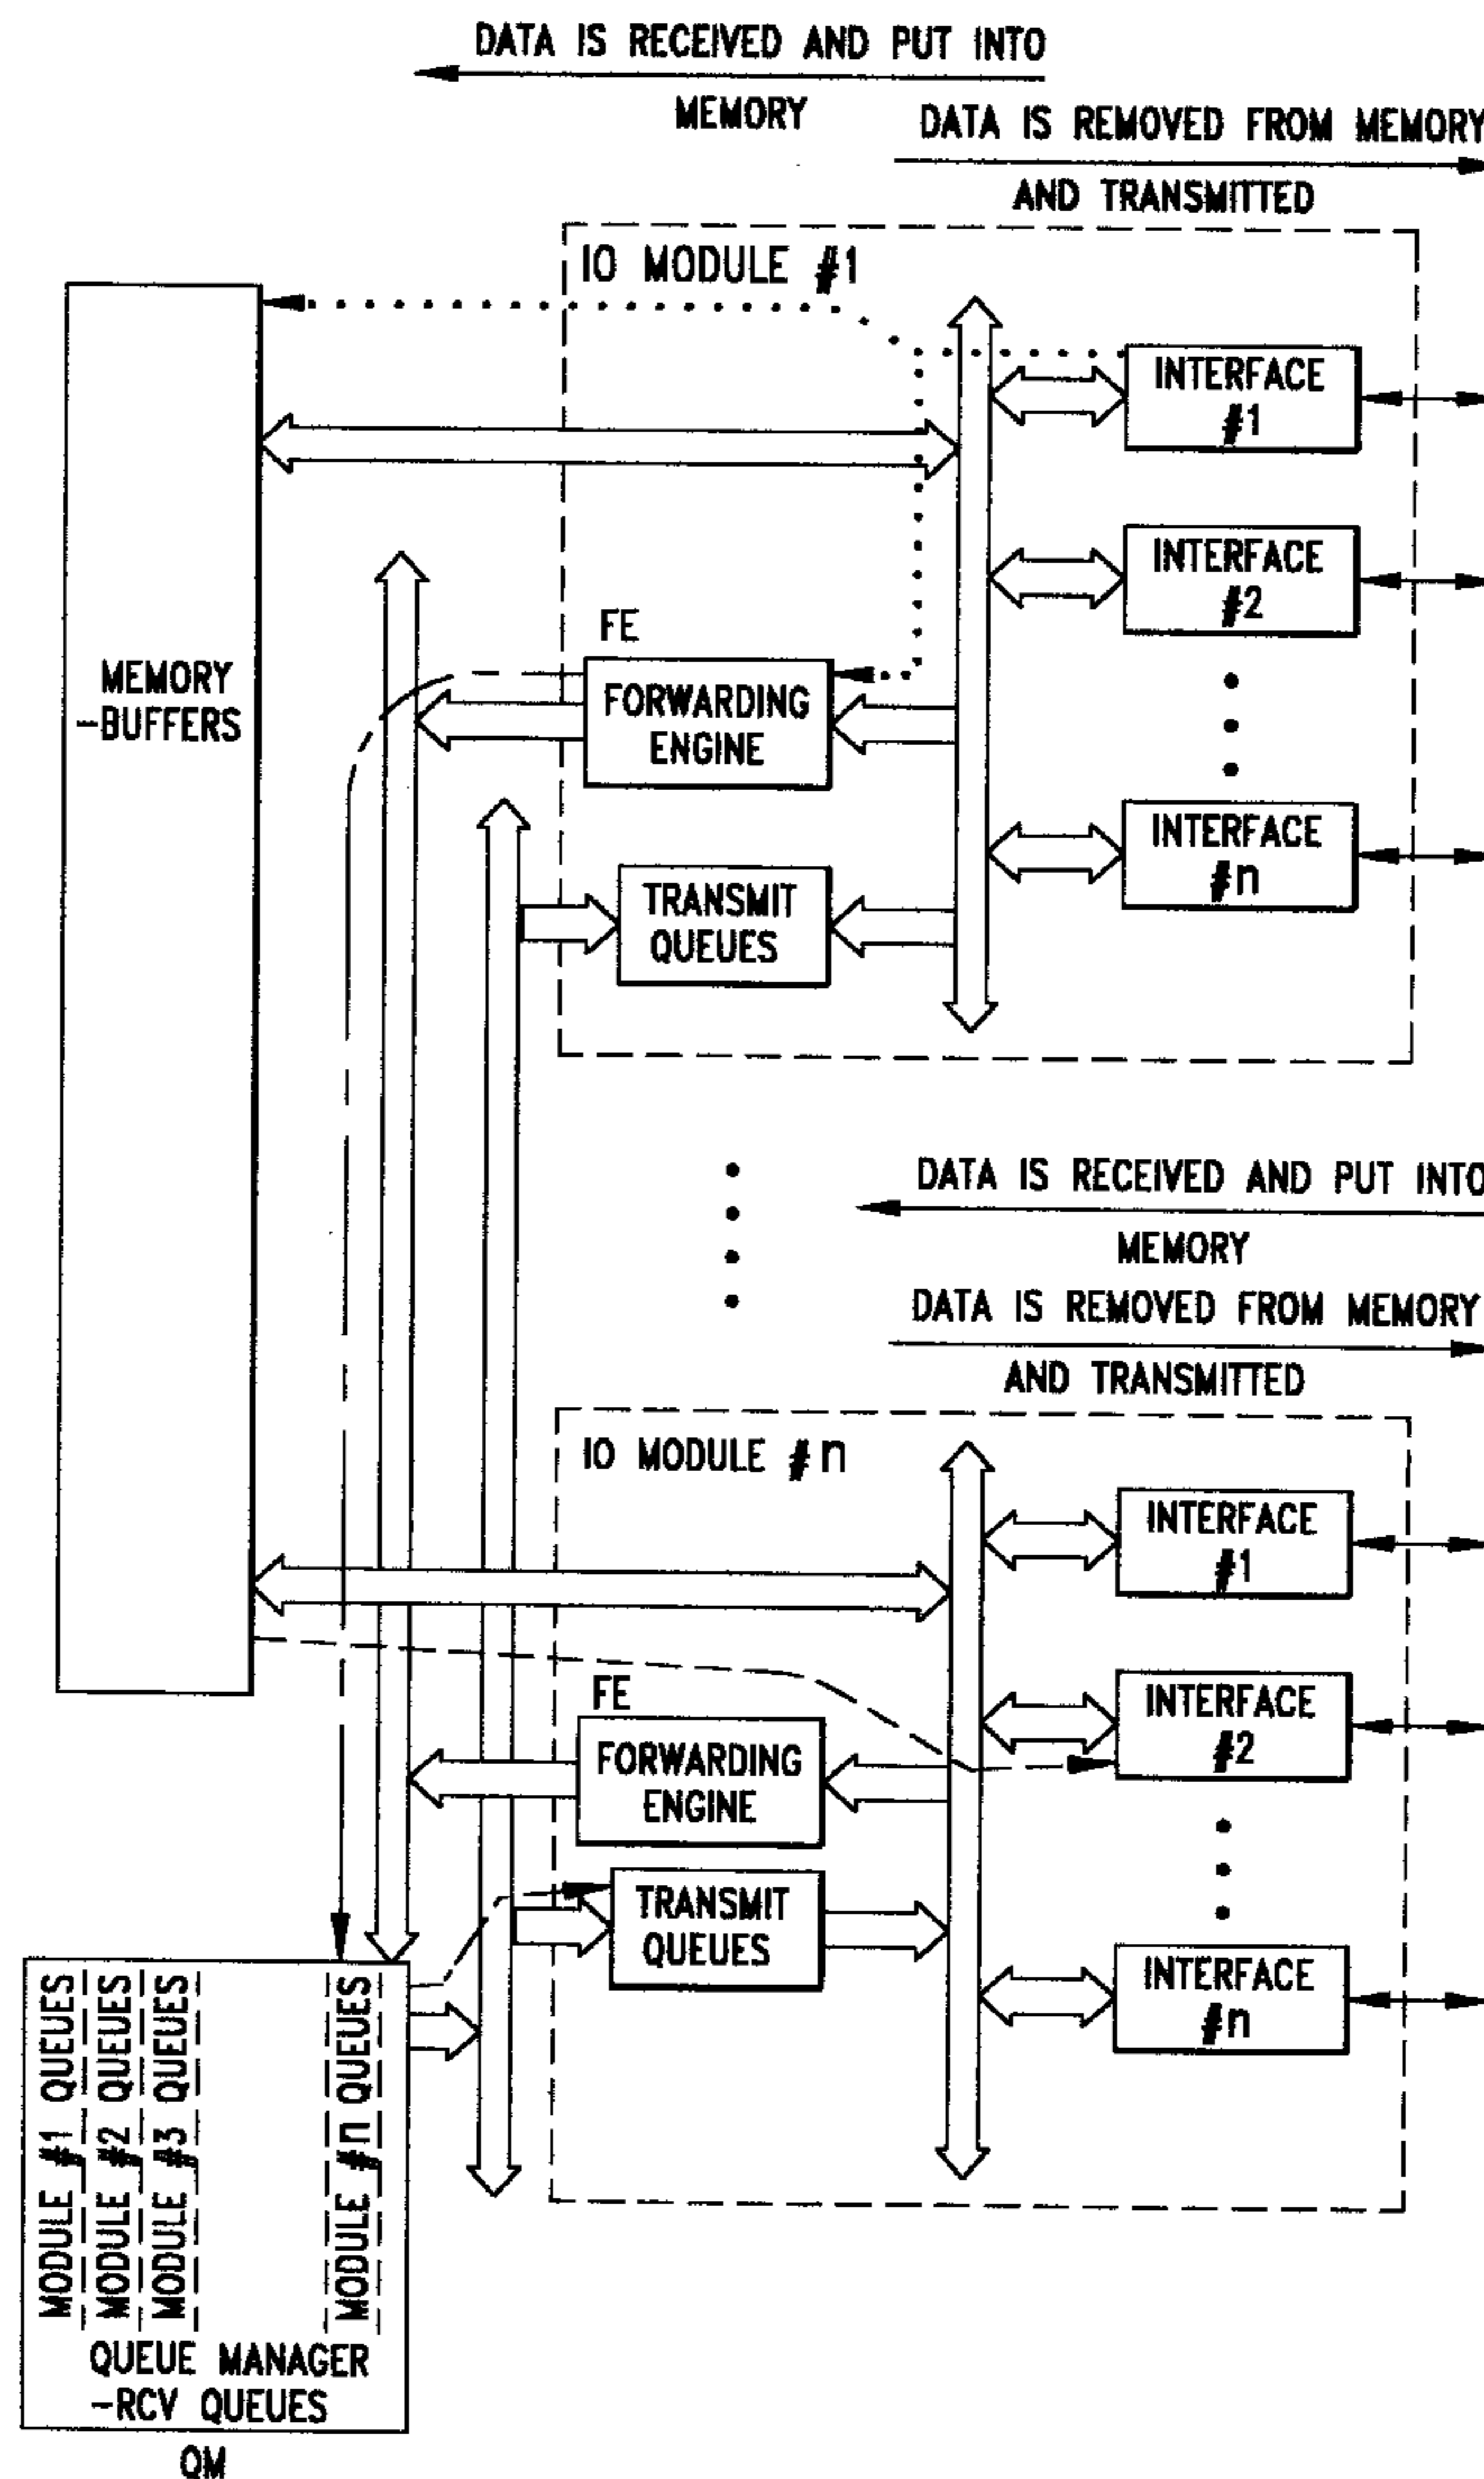 DATA IS RECEIVED AND PUT INTO
MEMORY
DATA IS REMOVED FROM MEMORY
AND TRANSMITTED
IO MODULE #1
INTERFACE
#1
INTERFACE
#2
MEMORY
-BUFFERS
FE
FORWARDING
ENGINE
INTERFACE
#n
TRANSMIT
QUEUES
DATA IS RECEIVED AND PUT INTO
MEMORY
DATA IS REMOVED FROM MEMORY
AND TRANSMITTED
IO MODULE #n
INTERFACE
#1
FE
INTERFACE
#2
FORWARDING
ENGINE
TRANSMIT
QUEUES
INTERFACE
#n
MODULE #1 QUEUES
MODULE #2 QUEUES
MODULE #3 QUEUES
MODULE #n QUEUES
QUEUE MANAGER
-RCV QUEUES
QM